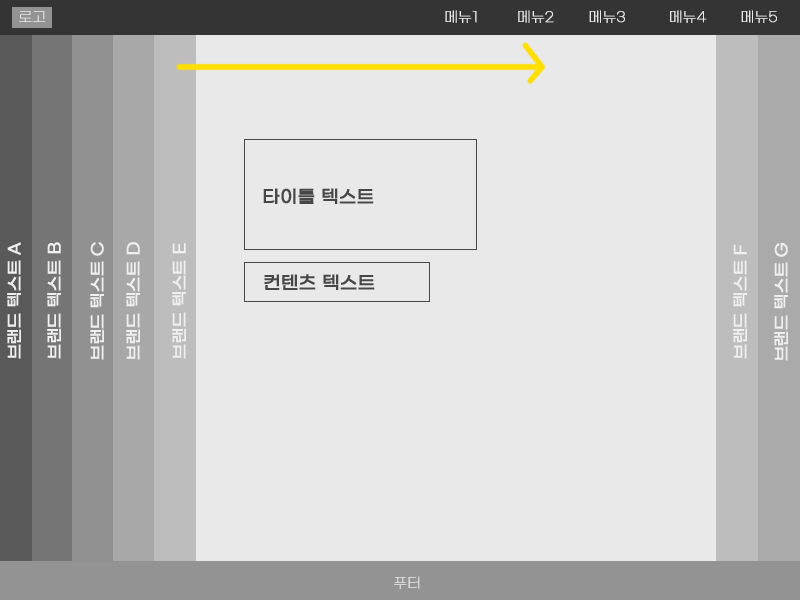 로고
메뉴1
메뉴2
메뉴3
메뉴4
메뉴5
브랜드 텍스트 A
브랜드 텍스트 B
브랜드 텍스트 C
브랜드 텍스트 D
브랜드 텍스트 E
타이틀 텍스트
컨텐츠 텍스트
브랜드 텍스트 F
브랜드 텍스트 G
푸터